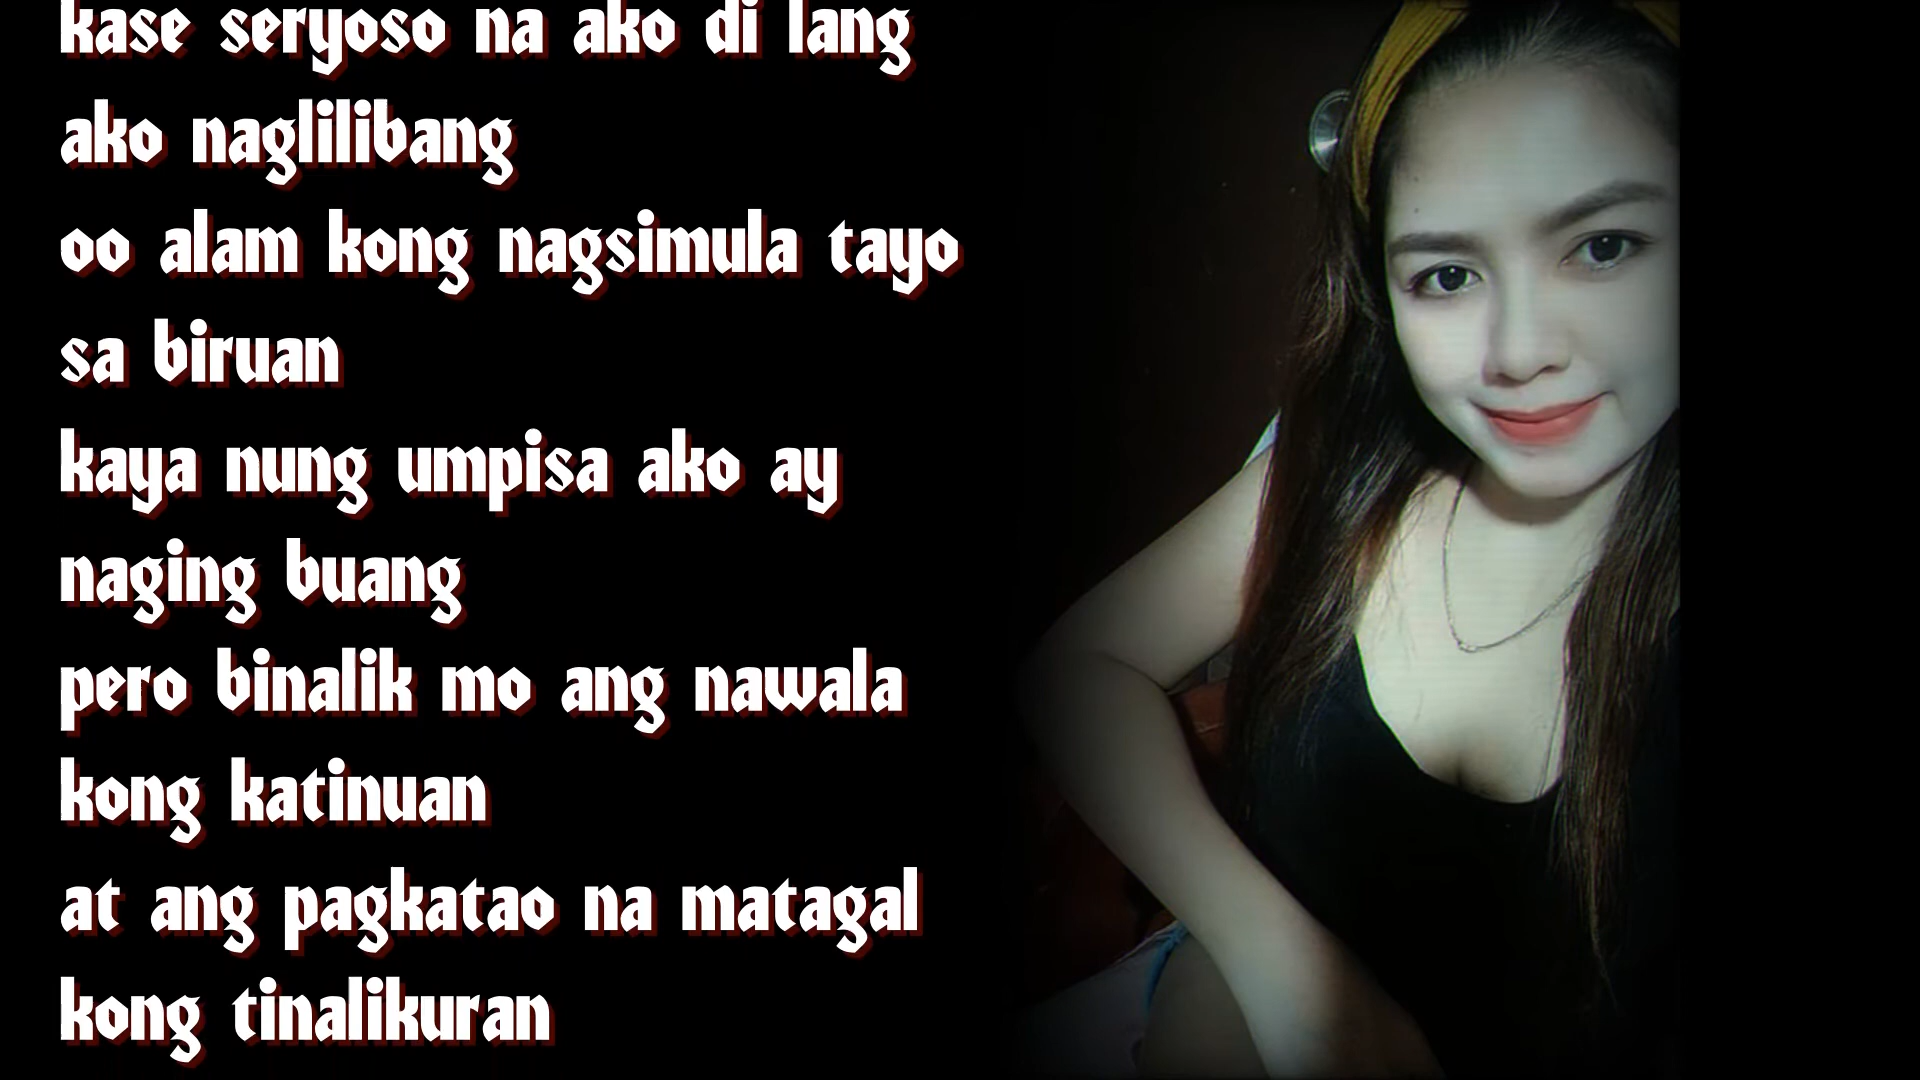 kase seryoso na ako di lang
ako naglilibang
oo alam kong nagsimula tayo
sa biruan
kaya nung umpisa ako ay
naging buang
pero binalik mo ang nawala
kong katinuan
at ang pagkatao na matagal
kong tinalikuran